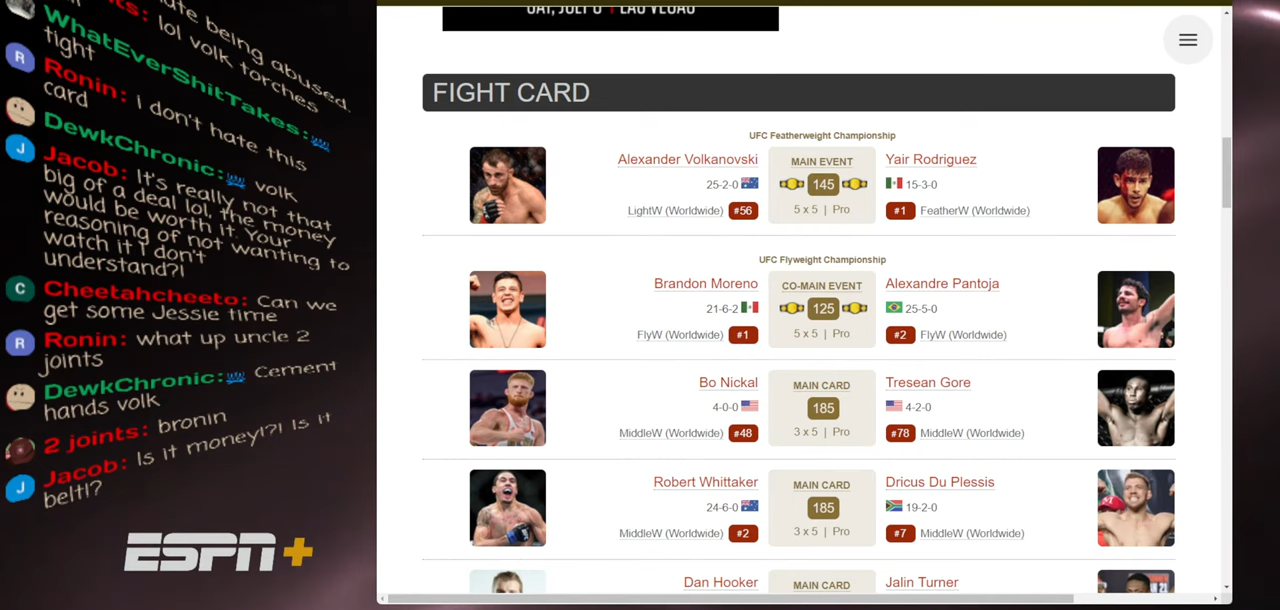 ate being abused.
lol volk torches
WhatEverShitTakes:
tight
Ronin: I don't hate this
card
DewkChronic: volk
Jacob: It's really not that
big of a deal lol, the money
would be worth it. Your
reasoning of not wanting to
watch it I don't
understand?!
C
Cheetahcheeto: Can we
get some Jessie time
R
Ronin: what up uncle 2
joints
DewkChronic: Cement
hands volk
2 joints: bronin
J
Jacob: Is it money!?! Is it
belt!?
R
J
ESPN+
FIGHT CARD
UFC Featherweight Championship
Alexander Volkanovski MAIN EVENT Yair Rodriguez
25-2-0 145 15-3-0
LightW (Worldwide) #56 5 x 5 | Pro #1 FeatherW (Worldwide)
UFC Flyweight Championship
Brandon Moreno CO-MAIN EVENT Alexandre Pantoja
21-6-2 125 25-5-0
FlyW (Worldwide) #1 5 x 5 | Pro #2 FlyW (Worldwide)
Bo Nickal MAIN CARD Tresean Gore
4-0-0 185 4-2-0
MiddleW (Worldwide) #48 3 x 5 | Pro #78 MiddleW (Worldwide)
Robert Whittaker MAIN CARD Dricus Du Plessis
24-6-0 185 19-2-0
MiddleW (Worldwide) #2 3 x 5 | Pro #7 MiddleW (Worldwide)
Dan Hooker MAIN CARD Jalin Turner